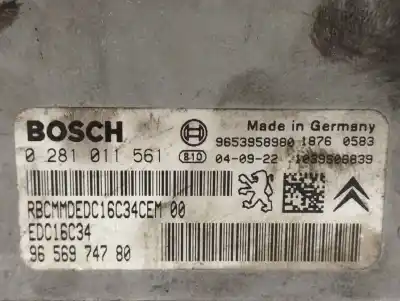 Made in Germany
BOSCH
9653958980 1876 0583
0 281 011 561 810 04-09-22 1039S06839
RBCMMDEDC16C34CEM 00
EDC16C34
96 569 747 80